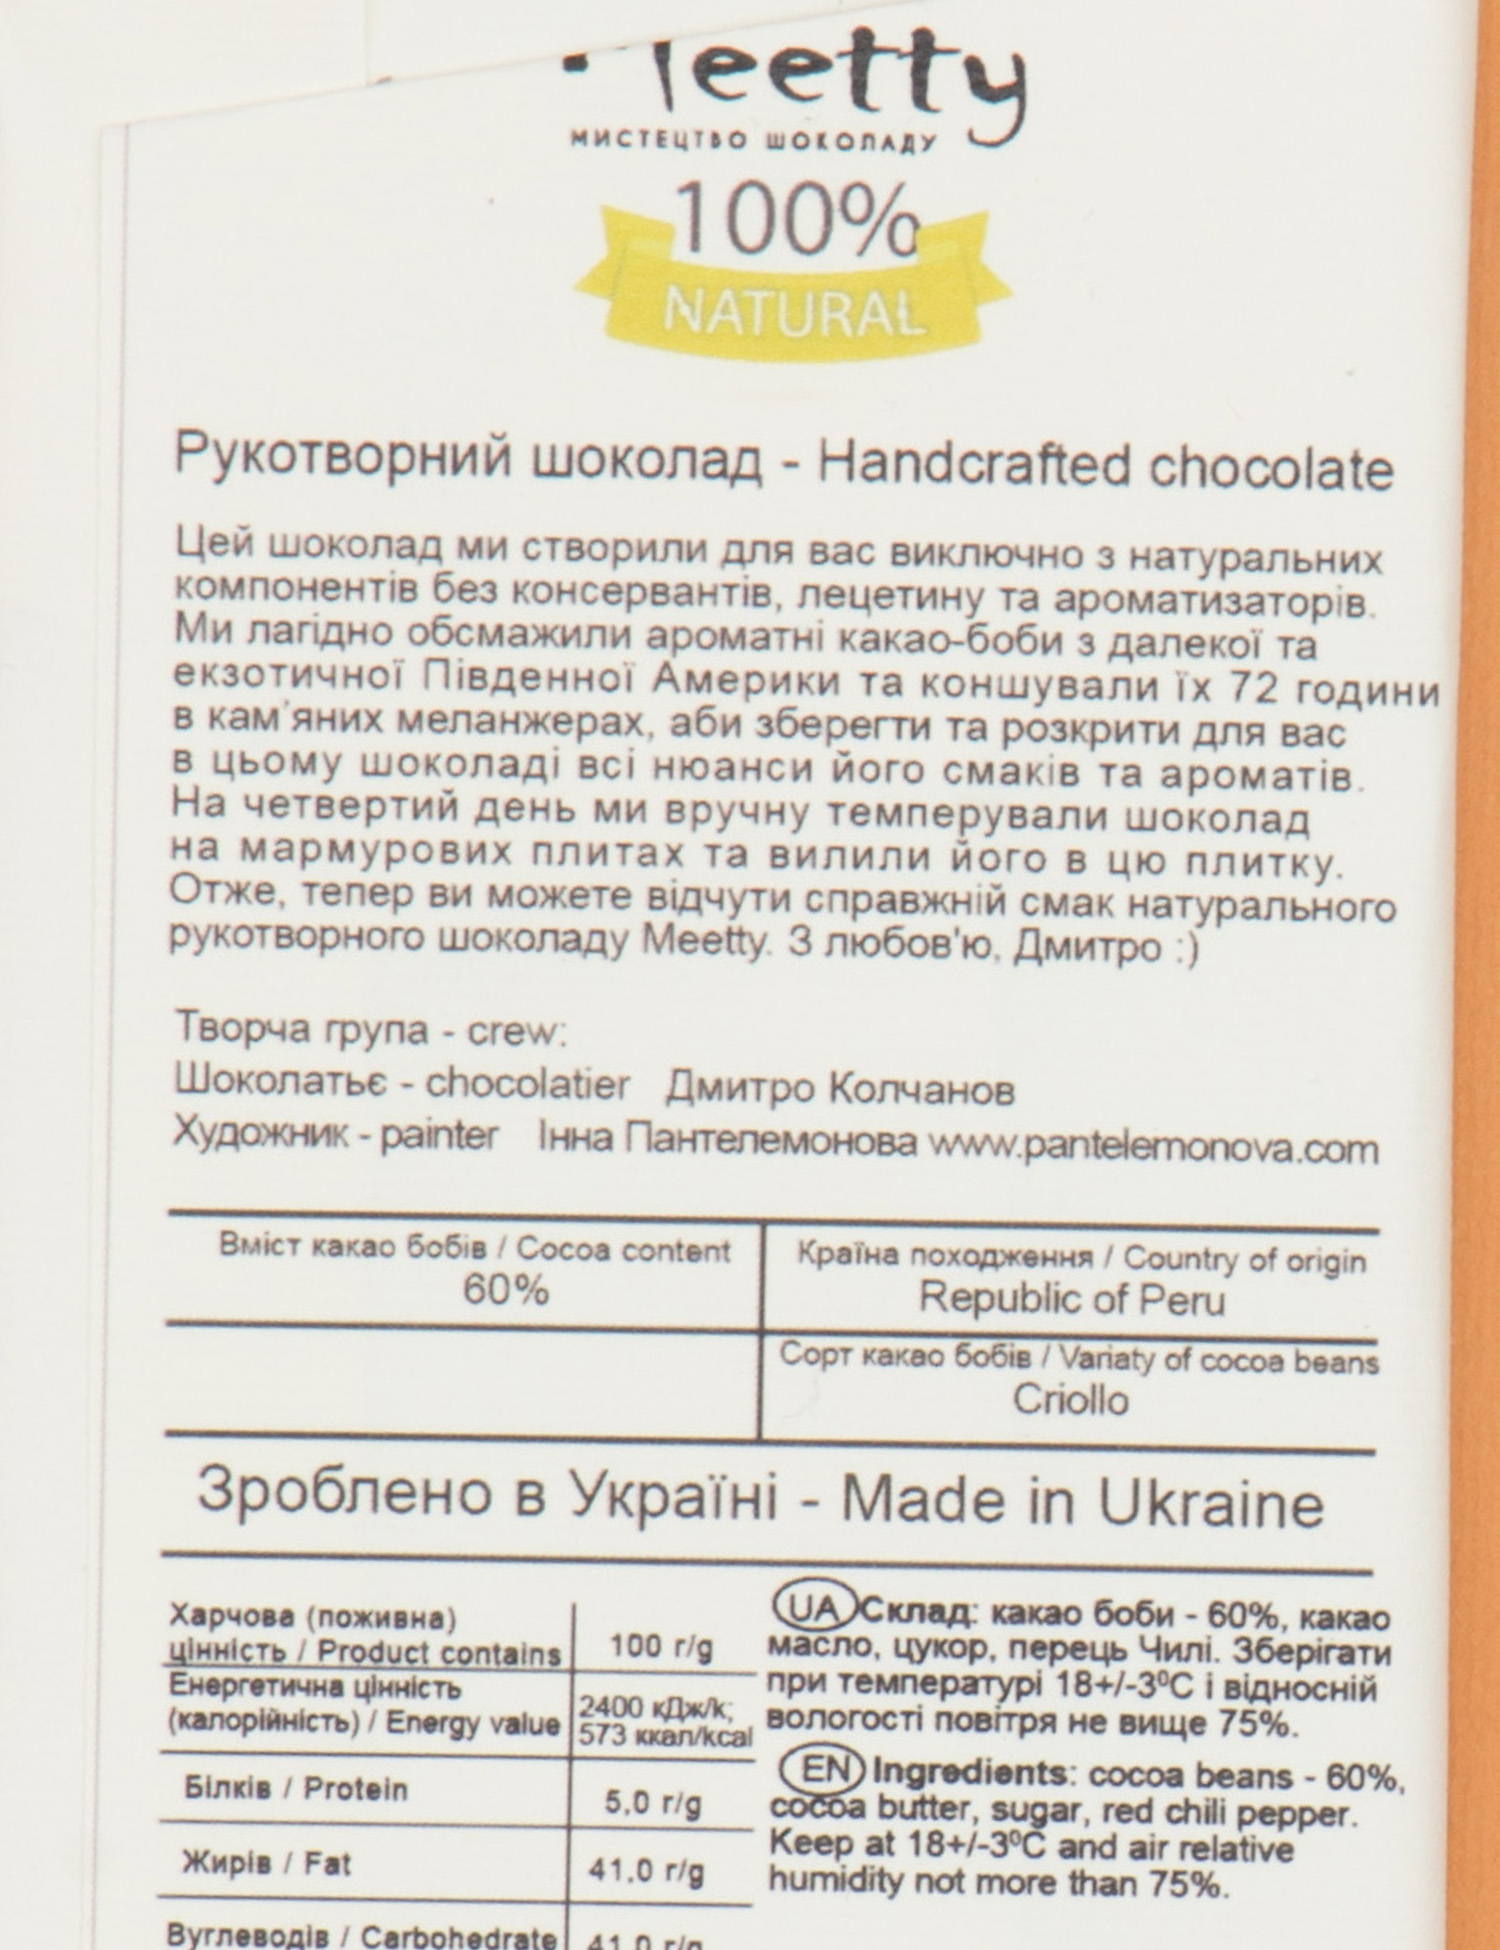 Meetty
МИСТЕЦТВО ШОКОЛАДУ
100%
NATURAL
Рукотворний шоколад - Handcrafted chocolate
Цей шоколад ми створили для вас виключно з натуральних
компонентів без консервантів, лецетину та ароматизаторів.
Ми лагідно обсмажили ароматні какао-боби з далекої та
екзотичної Південної Америки та коншували їх 72 години
в кам'яних меланжерах, аби зберегти та розкрити для вас
в цьому шоколаді всі нюанси його смаків та ароматів.
На четвертий день ми вручну темперували шоколад
на мармурових плитах та вилили його в цю плитку.
Отже, тепер ви можете відчути справжній смак натурального
рукотворного шоколаду Meetty. З любов'ю, Дмитро :)
Творча група - crew:
Шоколатьє - chocolatier Дмитро Колчанов
Художник - painter Інна Пантелемонова www.pantelemonova.com
Вміст какао бобів / Cocoa content
60%
Країна походження / Country of origin
Republic of Peru
Сорт какао бобів / Variaty of cocoa beans
Criollo
Зроблено в Україні - Made in Ukraine
Харчова (поживна)
цінність / Product contains 100 г/g
Енергетична цінність
(калорійність) / Energy value 2400 кДж/k;
573 ккал/kcal
Білків / Protein 5.0 г/g
Жирів / Fat 41.0 г/g
Вуглеводів / Carbohedrate 41.0 г/g
UA Склад: какао боби - 60%, какао
масло, цукор, перець Чилі. Зберігати
при температурі 18+/-3ºC і відносній
вологості повітря не вище 75%.
EN Ingredients: cocoa beans - 60%,
cocoa butter, sugar, red chili pepper.
Keep at 18+/-3ºC and air relative
humidity not more than 75%.